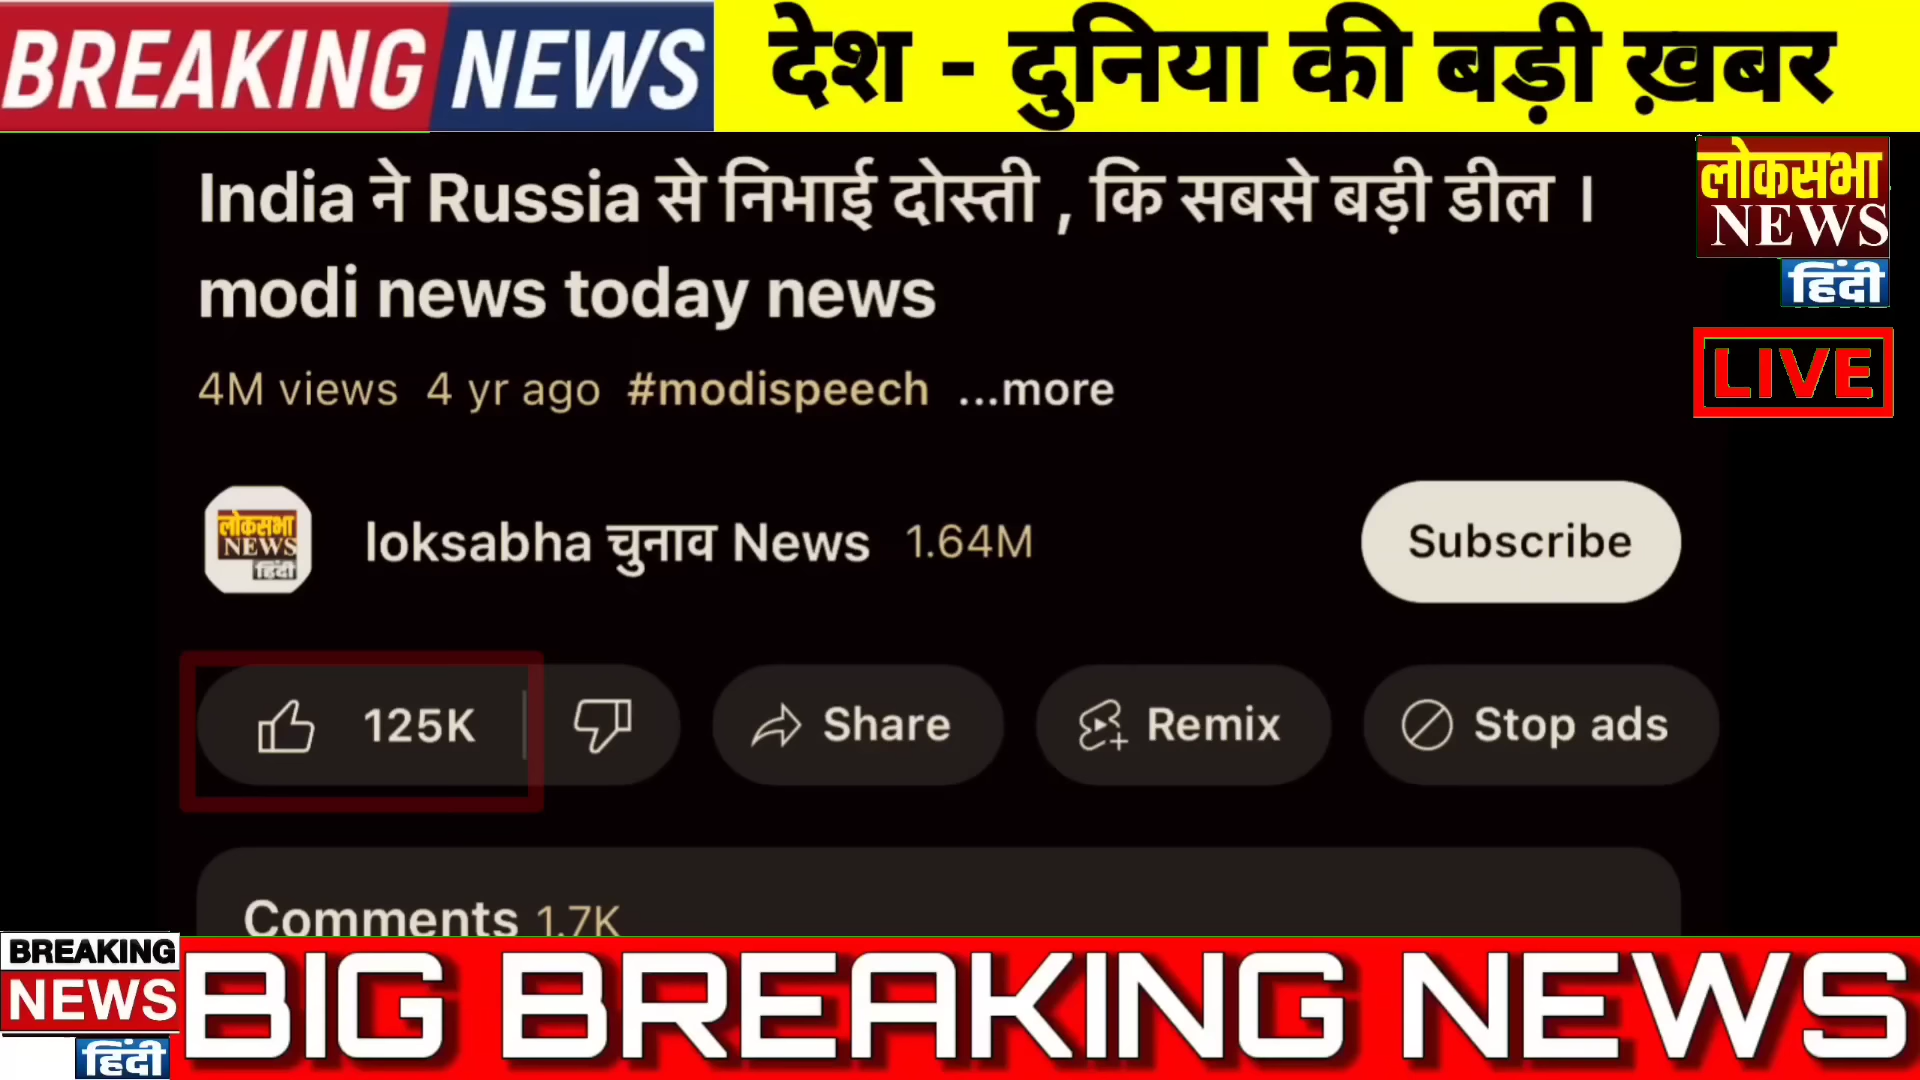 BREAKING NEWS देश - दुनिया की बड़ी ख़बर
India ने Russia से निभाई दोस्ती , कि सबसे बड़ी डील ।
modi news today news
4M views 4 yr ago #modispeech ...more
लोकसभा
NEWS
हिंदी
LIVE
लोकसभा
NEWS
हिंदी
loksabha चुनाव News 1.64M
Subscribe
125K
Share
Remix
Stop ads
Comments 1.7K
BREAKING
NEWS
हिंदी
BIG BREAKING NEWS